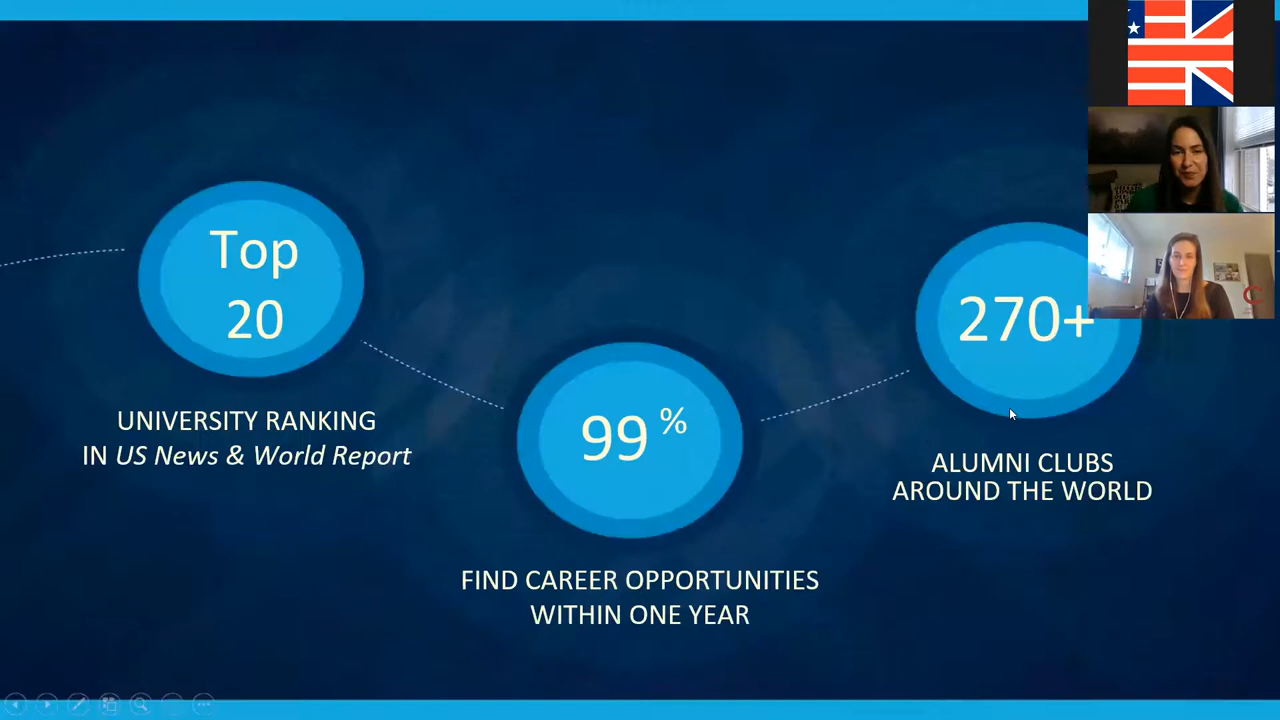 Top
20
UNIVERSITY RANKING
IN US News & World Report
99%
FIND CAREER OPPORTUNITIES
WITHIN ONE YEAR
270+
ALUMNI CLUBS
AROUND THE WORLD